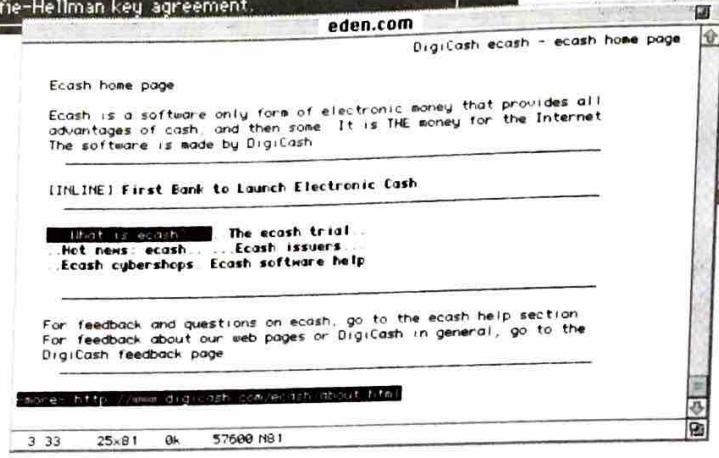 fie-Hellman key agreement.
eden.com
DigiCash ecash - ecash home page
Ecash home page
Ecash is a software only form of electronic money that provides all
advantages of cash, and then some. It is THE money for the Internet
The software is made by DigiCash
[INLINE] First Bank to Launch Electronic Cash
What is ecash? . The ecash trial..
..Hot news: ecash.. ...Ecash issuers...
..Ecash cybershops. Ecash software help
For feedback and questions on ecash, go to the ecash help section
For feedback about our web pages or DigiCash in general, go to the
DigiCash feedback page
-more- http://www.digicash.com/ecash/about.html
3 33 25x81 0k 57600 N81